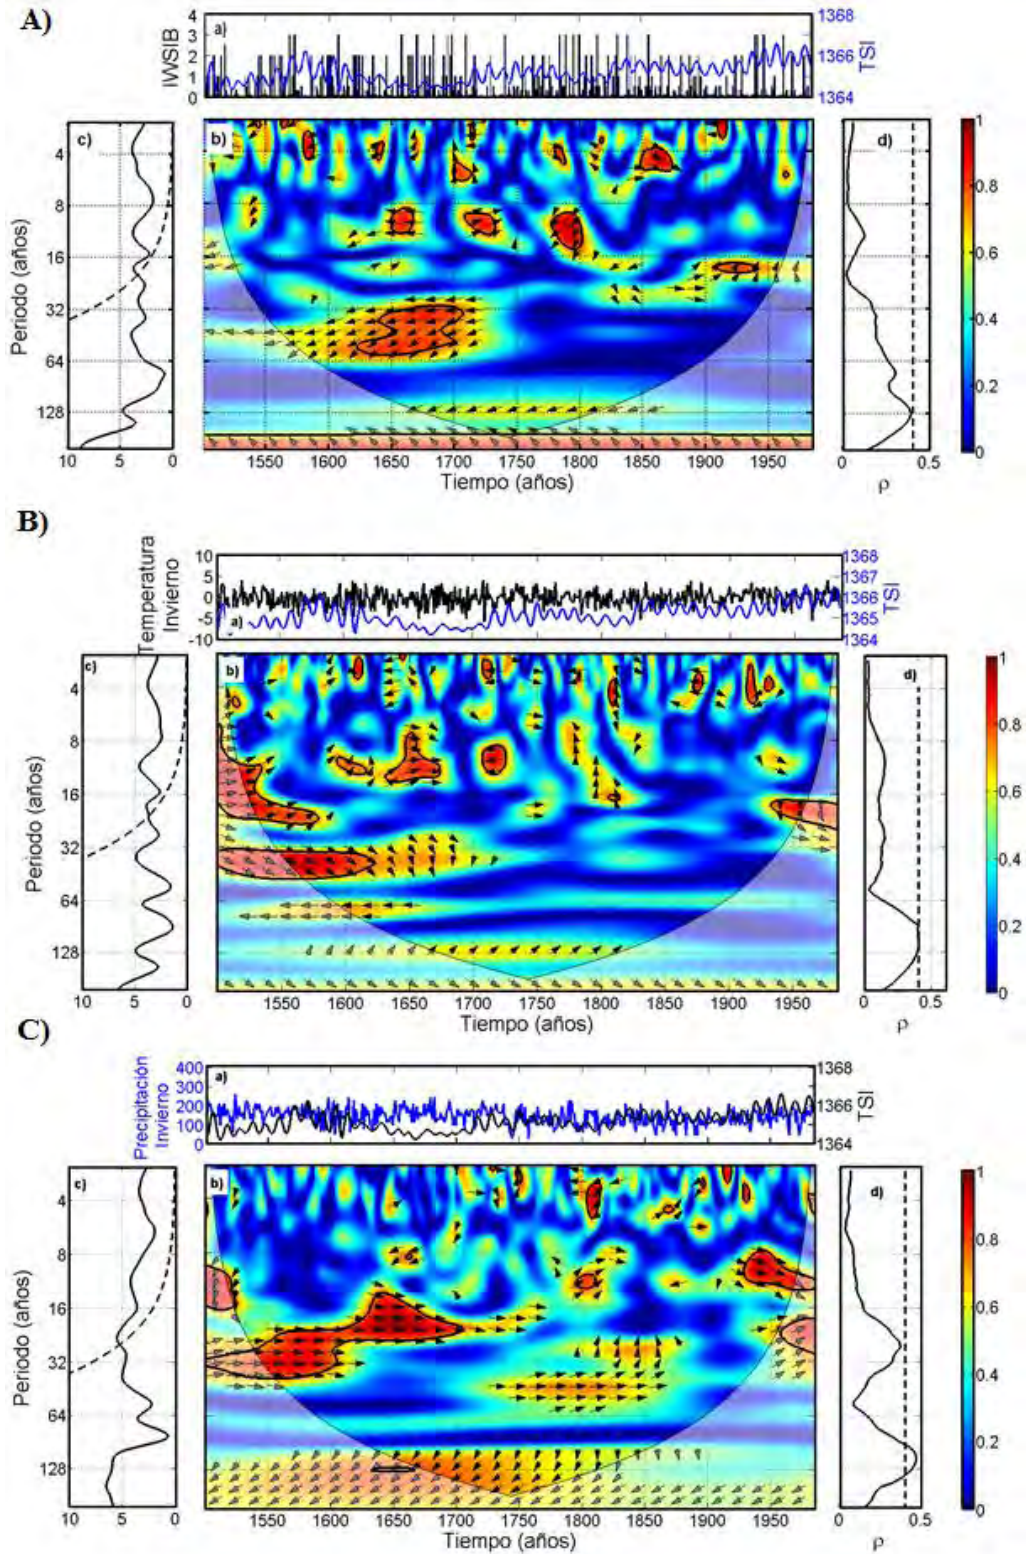 A)
IWSIB
4
3
2
1
0
a)
1368
1366
1364
TSI
c)
b)
d)
Periodo (años)
4
8
16
32
64
128
10 5 0
1550 1600 1650 1700 1750 1800 1850 1900 1950
Tiempo (años)
0 0.5
ρ
1
0.8
0.6
0.4
0.2
0
B)
Temperatura
Invierno
10
5
0
-5
-10
a)
1368
1367
1366
1365
1364
TSI
c)
b)
d)
Periodo (años)
4
8
16
32
64
128
10 5 0
1550 1600 1650 1700 1750 1800 1850 1900 1950
Tiempo (años)
0 0.5
ρ
1
0.8
0.6
0.4
0.2
0
C)
Precipitación
Invierno
400
300
200
100
0
a)
1368
1366
1364
TSI
c)
b)
d)
Periodo (años)
4
8
16
32
64
128
10 5 0
1550 1600 1650 1700 1750 1800 1850 1900 1950
Tiempo (años)
0 0.5
ρ
1
0.8
0.6
0.4
0.2
0